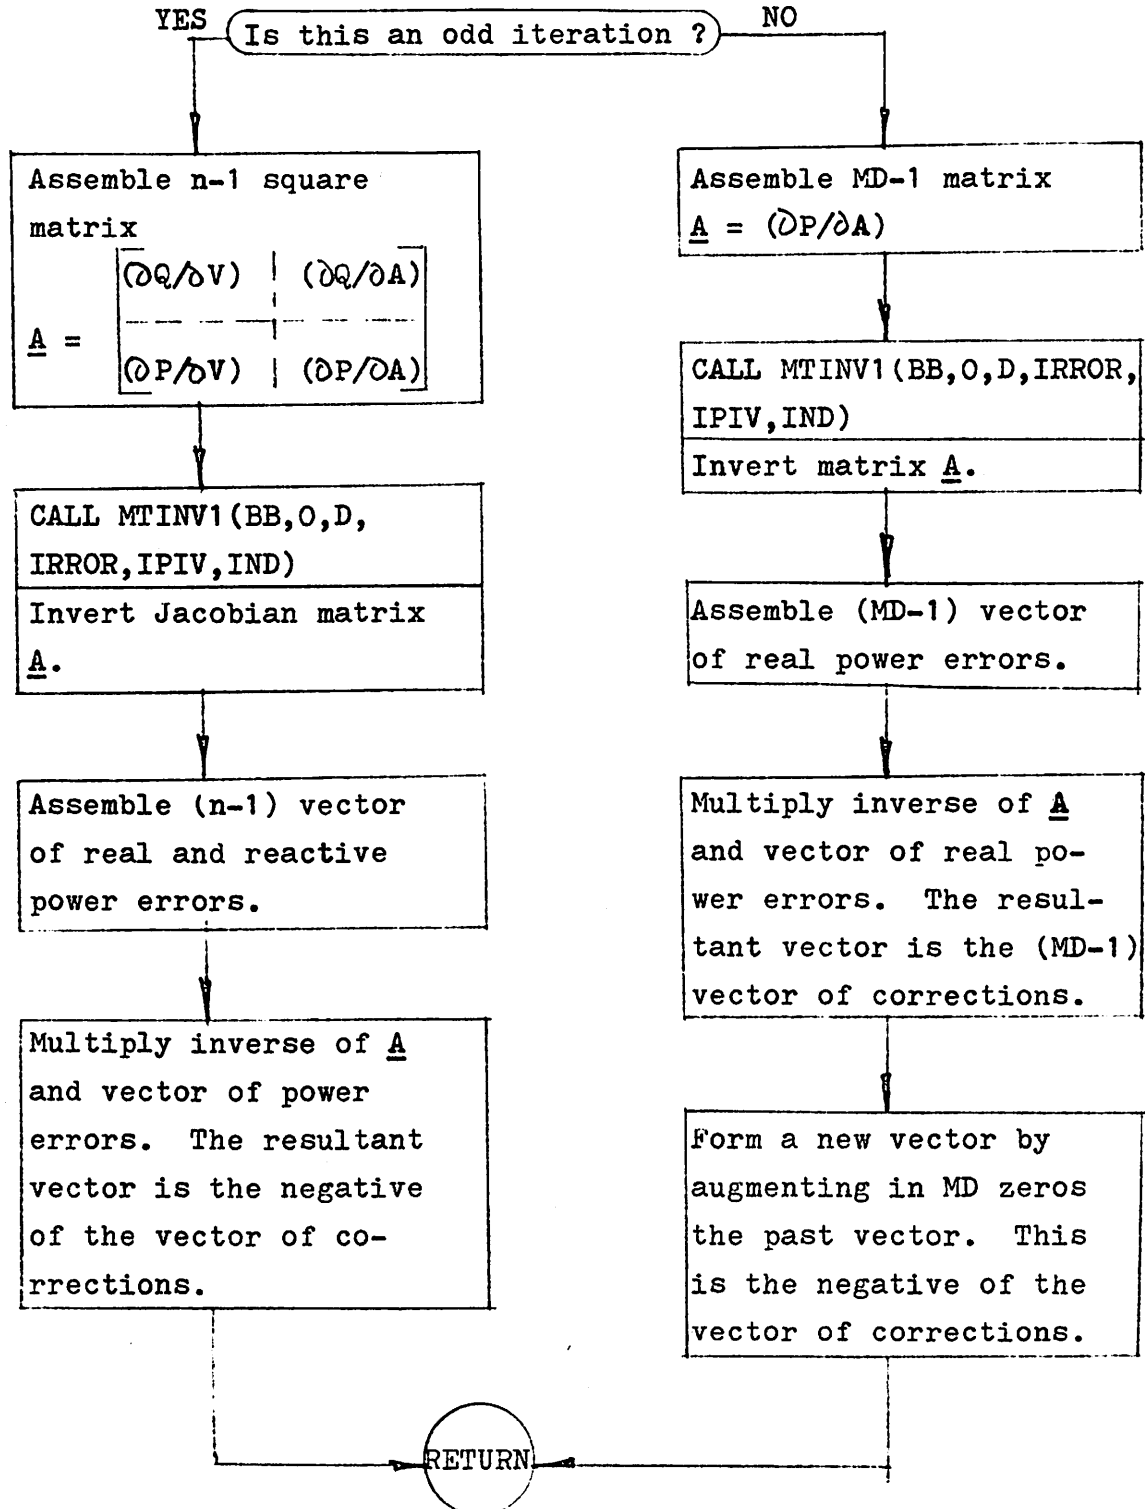 YES
Is this an odd iteration ?
NO
Assemble n-1 square
matrix
(∂Q/∂V) | (∂Q/∂A)
A =
(∂P/∂V) | (∂P/∂A)
CALL MTINV1(BB,O,D,
IRROR,IPIV,IND)
Invert Jacobian matrix
A.
Assemble (n-1) vector
of real and reactive
power errors.
Multiply inverse of A
and vector of power
errors. The resultant
vector is the negative
of the vector of co-
rrections.
Assemble MD-1 matrix
A = (∂P/∂A)
CALL MTINV1(BB,O,D,IRROR,
IPIV,IND)
Invert matrix A.
Assemble (MD-1) vector
of real power errors.
Multiply inverse of A
and vector of real po-
wer errors. The resul-
tant vector is the (MD-1)
vector of corrections.
Form a new vector by
augmenting in MD zeros
the past vector. This
is the negative of the
vector of corrections.
RETURN